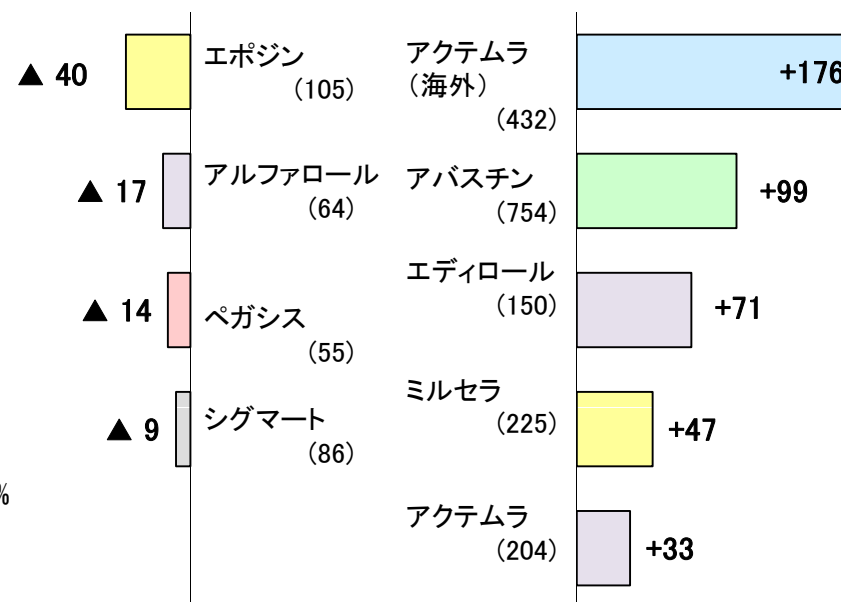 ▲ 40
エポジン
(105)
▲ 17
アルファロール
(64)
▲ 14
ペガシス
(55)
▲ 9
シグマート
(86)
%
アクテムラ
（海外）
(432)
+176
アバスチン
(754)
+99
エディロール
(150)
+71
ミルセラ
(225)
+47
アクテムラ
(204)
+33